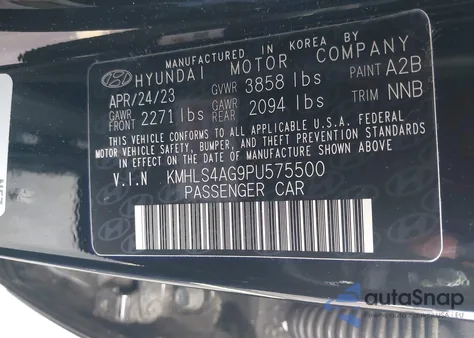 MANUFACTURED IN KOREA BY
HYUNDAI MOTOR COMPANY
APR/24/23 GVWR 3858 lbs PAINT A2B
GAWR FRONT 2271 lbs GAWR REAR 2094 lbs TRIM NNB
THIS VEHICLE CONFORMS TO ALL APPLICABLE U.S.A. FEDERAL
MOTOR VEHICLE SAFETY, BUMPER, AND THEFT PREVENTION STANDARDS
IN EFFECT ON THE DATE OF MANUFACTURE SHOWN ABOVE.
V.I.N KMHLS4AG9PU575500
PASSENGER CAR
autoSnap